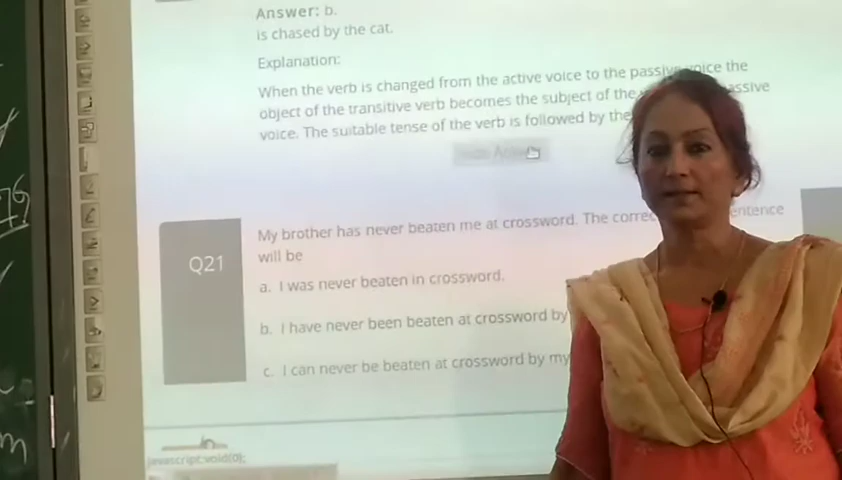 Answer: b.
is chased by the cat.
Explanation:
When the verb is changed from the active voice to the passive voice the
object of the transitive verb becomes the subject of the passive
voice. The suitable tense of the verb is followed by the
Q21
My brother has never beaten me at crossword. The correc entence
will be
a. I was never beaten in crossword.
b. I have never been beaten at crossword by
c. I can never be beaten at crossword by my
javascript:void(0);